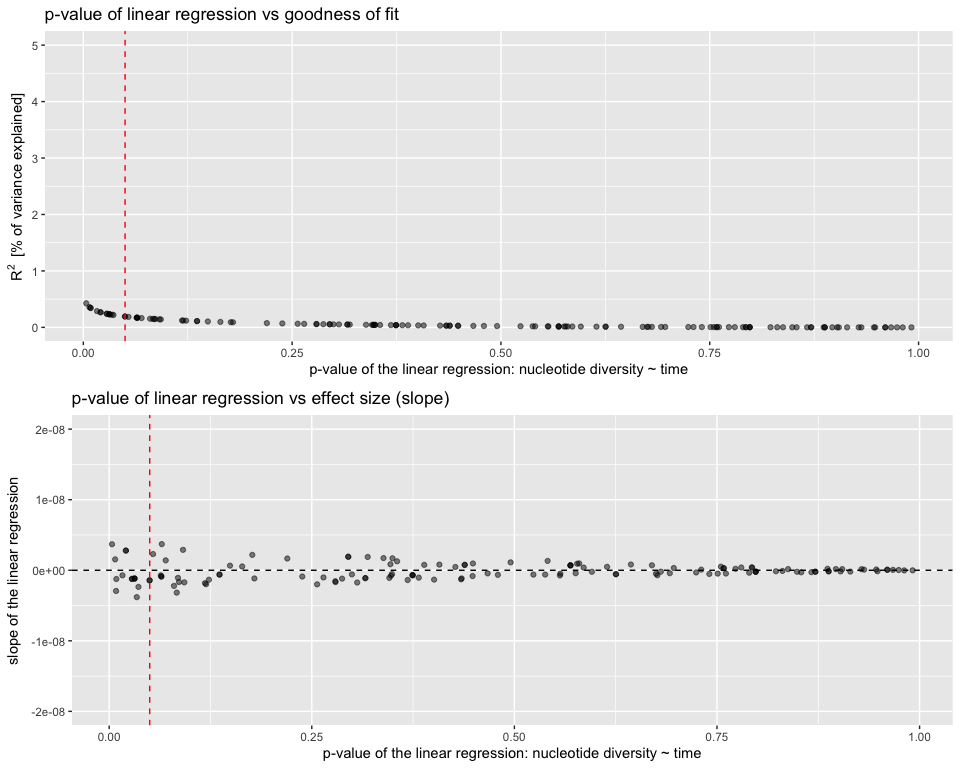 p-value of linear regression vs goodness of fit
R² [% of variance explained]
5
4
3
2
1
0
0.00 0.25 0.50 0.75 1.00
p-value of the linear regression: nucleotide diversity ~ time
p-value of linear regression vs effect size (slope)
slope of the linear regression
2e-08
1e-08
0e+00
-1e-08
-2e-08
0.00 0.25 0.50 0.75 1.00
p-value of the linear regression: nucleotide diversity ~ time